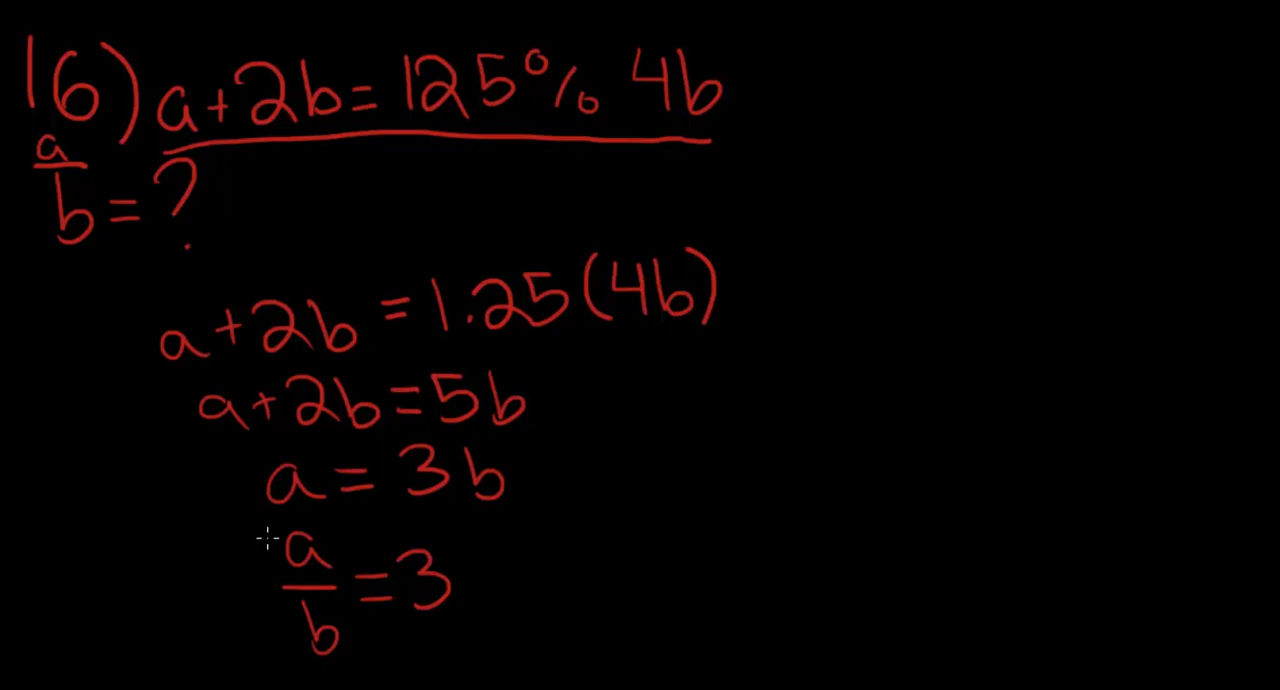 16) a+2b=125% 4b
a/b=?
a+2b=1.25(4b)
a+2b=5b
a=3b
a/b=3